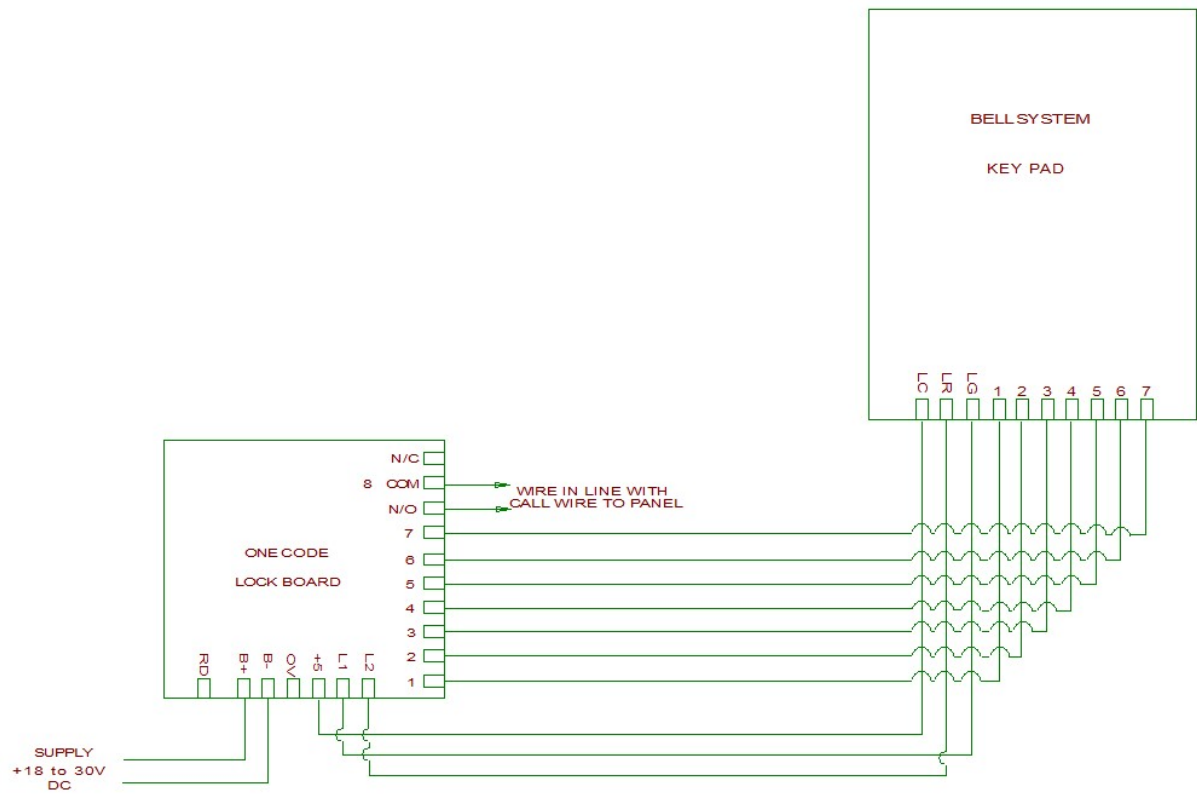 BELL SYSTEM
KEY PAD
LC LR LG 1 2 3 4 5 6 7
N/C
8 COM
N/O
WIRE IN LINE WITH
CALL WIRE TO PANEL
7
6
5
4
3
2
1
ONE CODE
LOCK BOARD
RD B+ B- OV +5 L1 L2
SUPPLY
+18 to 30V
DC